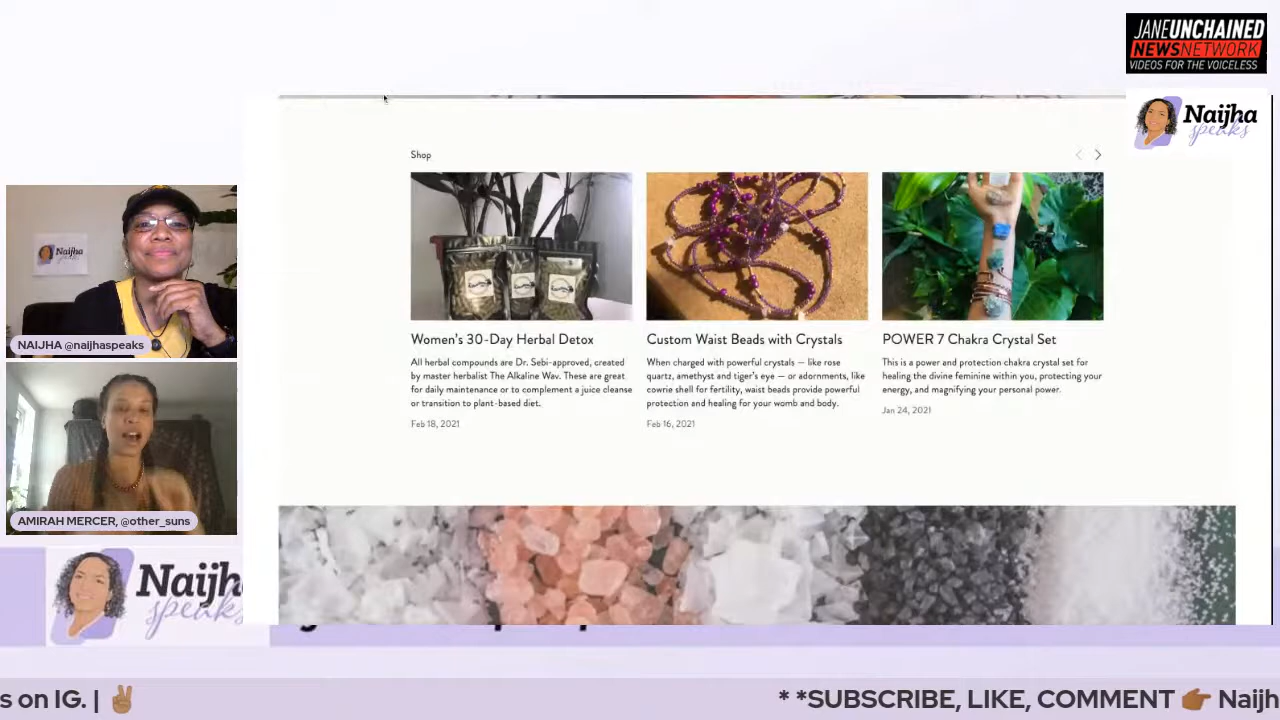 JANEUNCHAINED
NEWSNETWORK
VIDEOS FOR THE VOICELESS
Naijha
speaks
Shop
Women's 30-Day Herbal Detox
All herbal compounds are Dr. Sebi-approved, created
by master herbalist The Alkaline Wav. These are great
for daily maintenance or to complement a juice cleanse
or transition to plant-based diet.
Feb 18, 2021
Custom Waist Beads with Crystals
When charged with powerful crystals — like rose
quartz, amethyst and tiger's eye — or adornments, like
cowrie shell for fertility, waist beads provide powerful
protection and healing for your womb and body.
Feb 16, 2021
POWER 7 Chakra Crystal Set
This is a power and protection chakra crystal set for
healing the divine feminine within you, protecting your
energy, and magnifying your personal power.
Jan 24, 2021
Naijha
NAIJHA @naijhaspeaks
AMIRAH MERCER, @other_suns
Naijh
speaks
s on IG. | ✌🏾 * *SUBSCRIBE, LIKE, COMMENT 👉🏾 Naijh